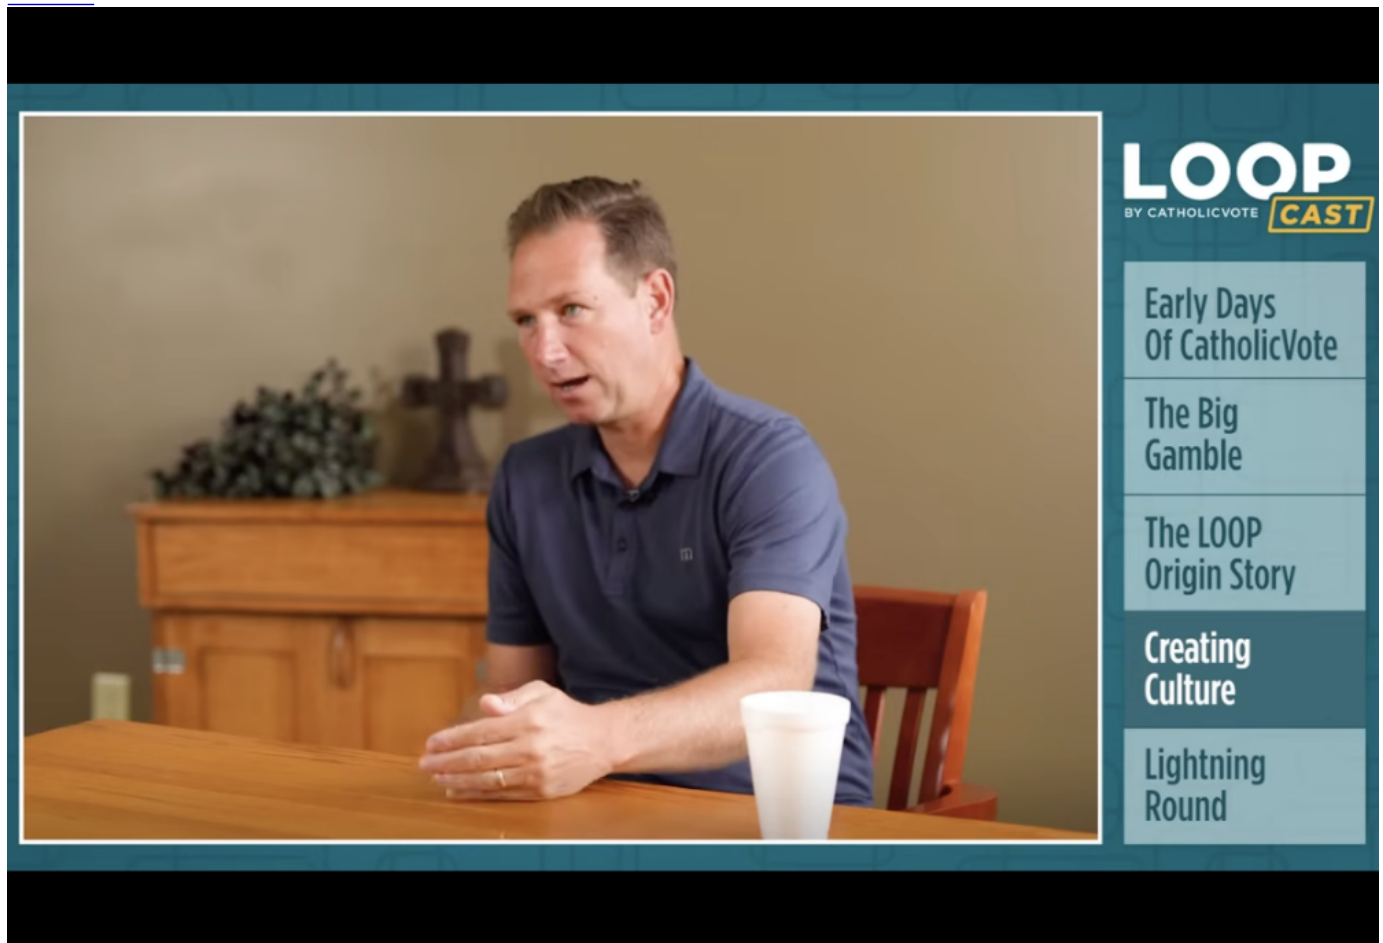 LOOP
BY CATHOLICVOTE
CAST
Early Days
Of CatholicVote
The Big
Gamble
The LOOP
Origin Story
Creating
Culture
Lightning
Round